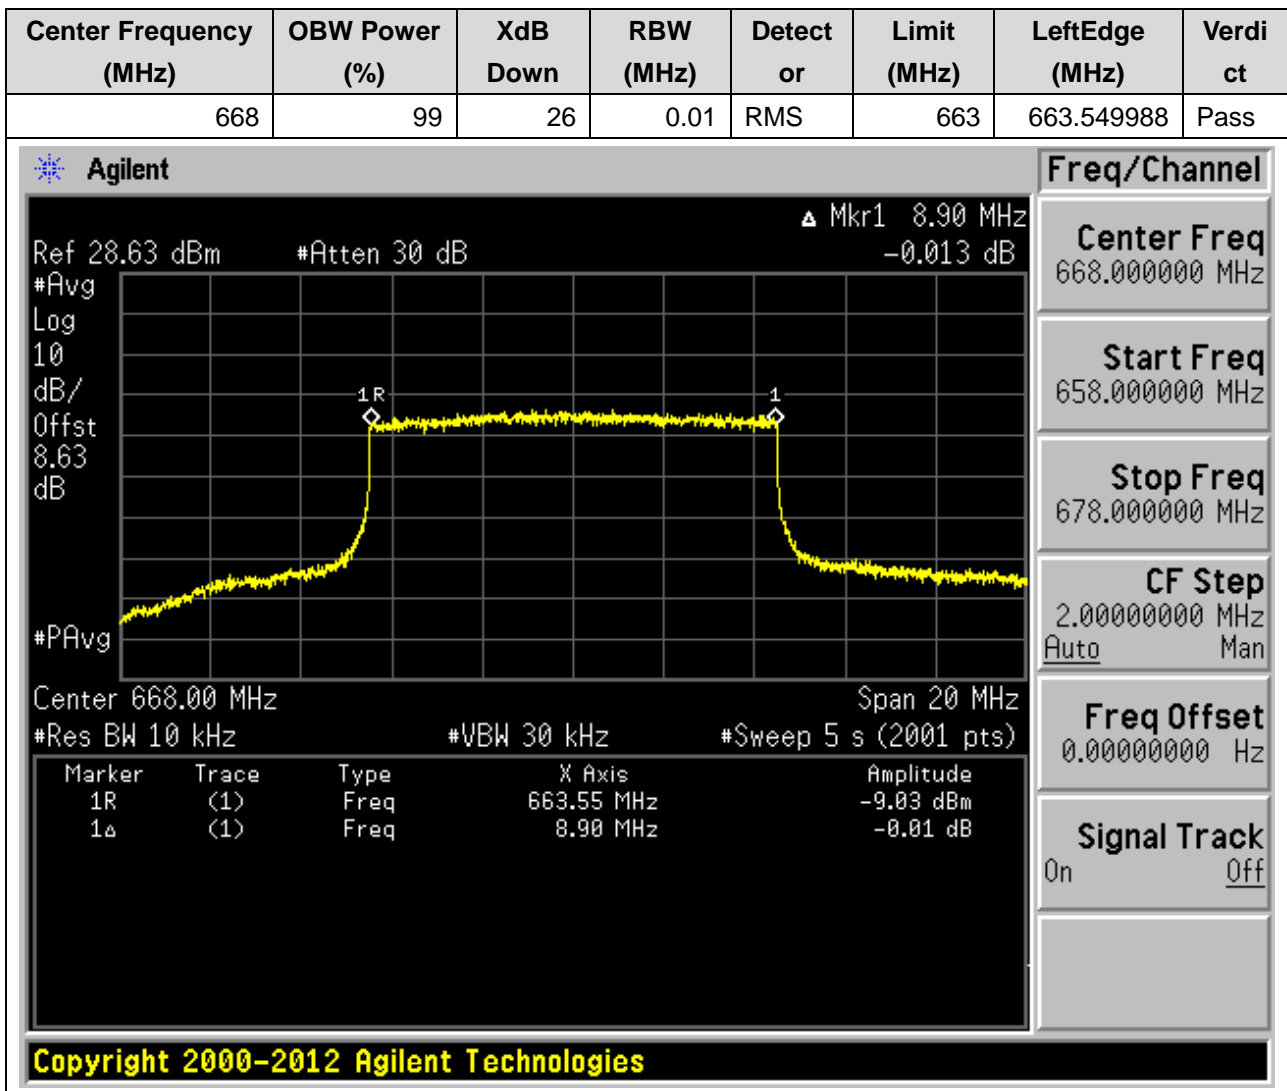 Center Frequency (MHz) OBW Power (%) XdB Down RBW (MHz) Detect or Limit (MHz) LeftEdge (MHz) Verdi ct
668 99 26 0.01 RMS 663 663.549988 Pass
Agilent
Freq/Channel
Δ Mkr1 8.90 MHz
Ref 28.63 dBm #Atten 30 dB -0.013 dB
#Avg
Log
10
dB/
Offst
8.63
dB
1R
1
#PAvg
Center 668.00 MHz Span 20 MHz
#Res BW 10 kHz #VBW 30 kHz #Sweep 5 s (2001 pts)
Marker Trace Type X Axis Amplitude
1R (1) Freq 663.55 MHz -9.03 dBm
1Δ (1) Freq 8.90 MHz -0.01 dB
Center Freq
668.000000 MHz
Start Freq
658.000000 MHz
Stop Freq
678.000000 MHz
CF Step
2.00000000 MHz
Auto Man
Freq Offset
0.00000000 Hz
Signal Track
On Off
Copyright 2000-2012 Agilent Technologies